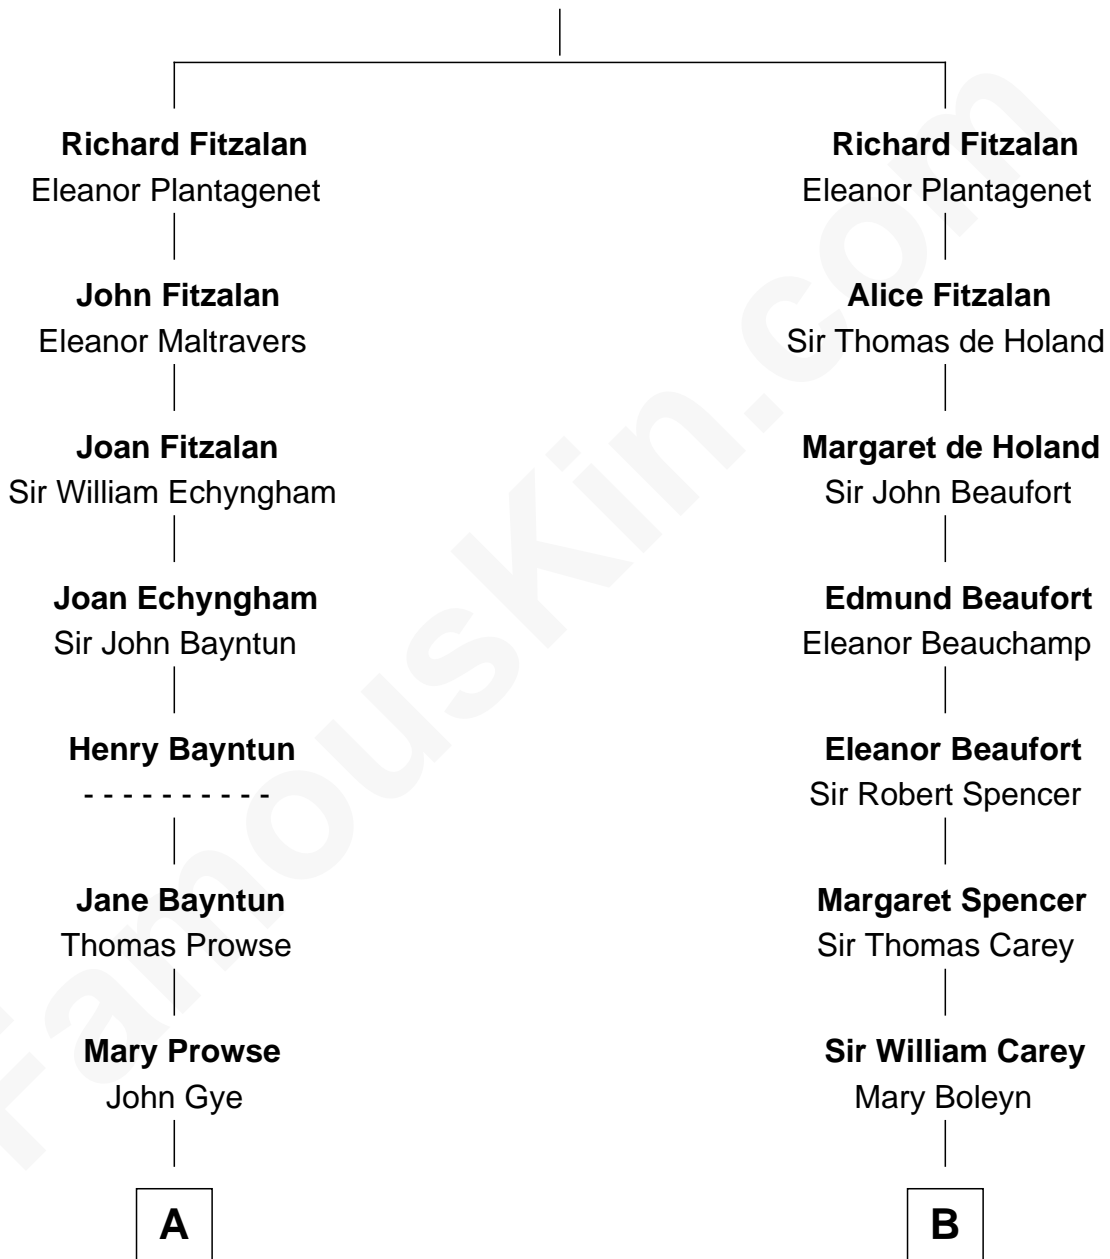 Richard Fitzalan
Eleanor Plantagenet
John Fitzalan
Eleanor Maltravers
Joan Fitzalan
Sir William Echyngham
Joan Echyngham
Sir John Bayntun
Henry Bayntun
- - - - - - - - - -
Jane Bayntun
Thomas Prowse
Mary Prowse
John Gye
A
Richard Fitzalan
Eleanor Plantagenet
Alice Fitzalan
Sir Thomas de Holand
Margaret de Holand
Sir John Beaufort
Edmund Beaufort
Eleanor Beauchamp
Eleanor Beaufort
Sir Robert Spencer
Margaret Spencer
Sir Thomas Carey
Sir William Carey
Mary Boleyn
B
FamousKin.com